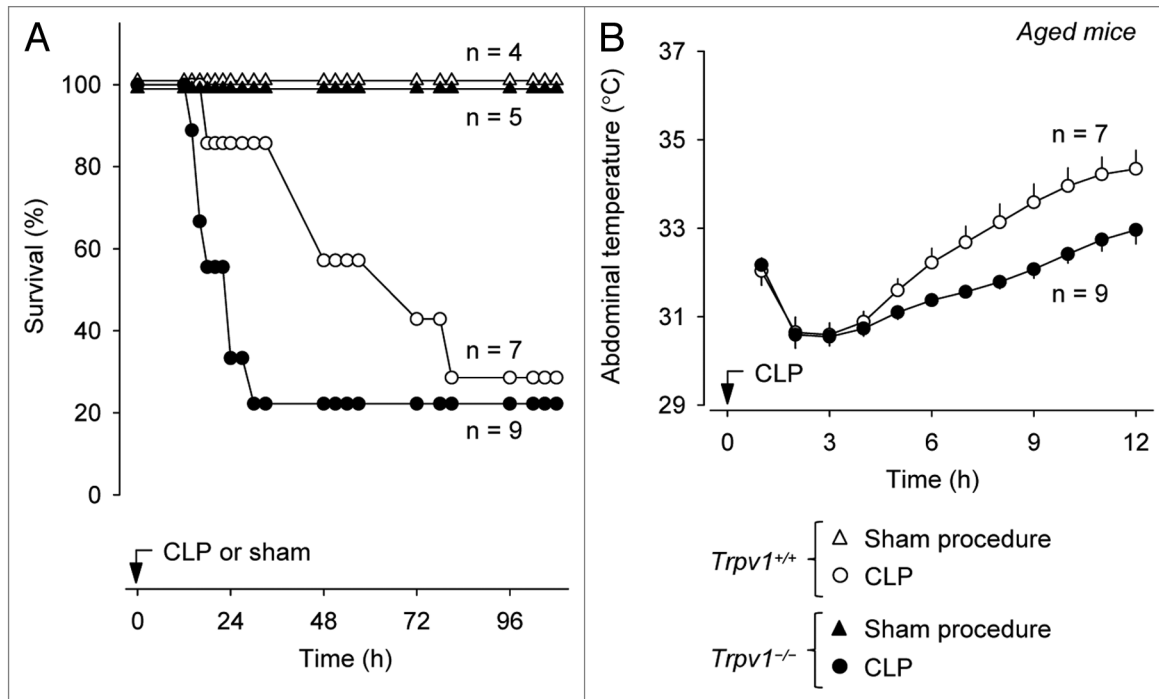 A
Survival (%)
100
80
60
40
20
0
n = 4
n = 5
n = 7
n = 9
CLP or sham
0 24 48 72 96
Time (h)
B
Aged mice
Abdominal temperature (°C)
37
35
33
31
29
n = 7
n = 9
CLP
0 3 6 9 12
Time (h)
Trpv1+/+
Sham procedure
CLP
Trpv1−/−
Sham procedure
CLP